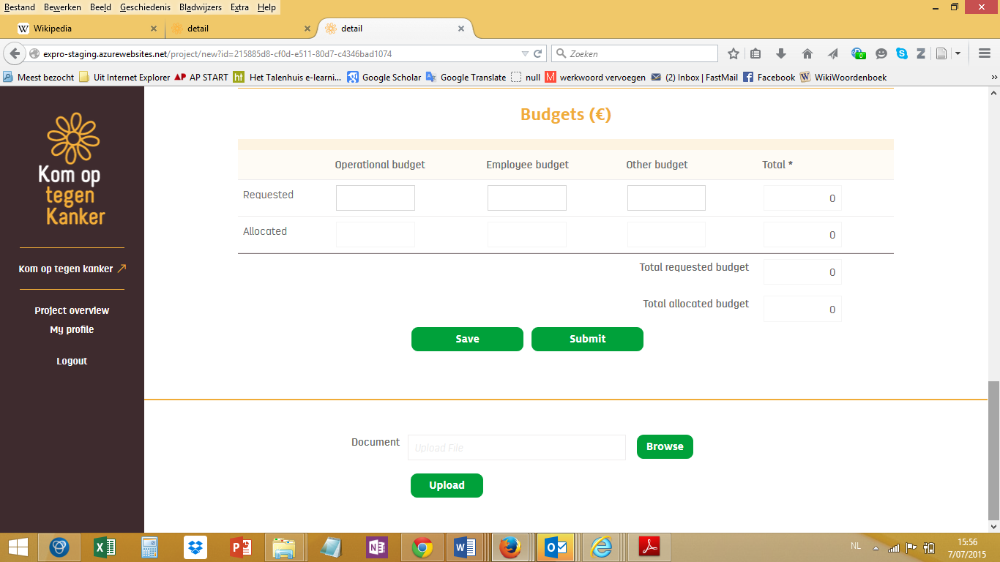 Bestand Bewerken Beeld Geschiedenis Bladwijzers Extra Help
Wikipedia detail detail
expro-staging.azurewebsites.net/project/new?id=215885d8-cf0d-e511-80d7-c4346bad1074 Zoeken
Meest bezocht Uit Internet Explorer AP AP START ht Het Talenhuis e-learni... Google Scholar Google Translate null M werkwoord vervoegen (2) Inbox | FastMail Facebook W WikiWoordenboek »
Kom op
tegen
Kanker
Kom op tegen kanker
Project overview
My profile
Logout
Budgets (€)
Operational budget Employee budget Other budget Total *
Requested 0
Allocated 0
Total requested budget 0
Total allocated budget 0
Save Submit
Document Upload File Browse
Upload
NL 15:56
7/07/2015